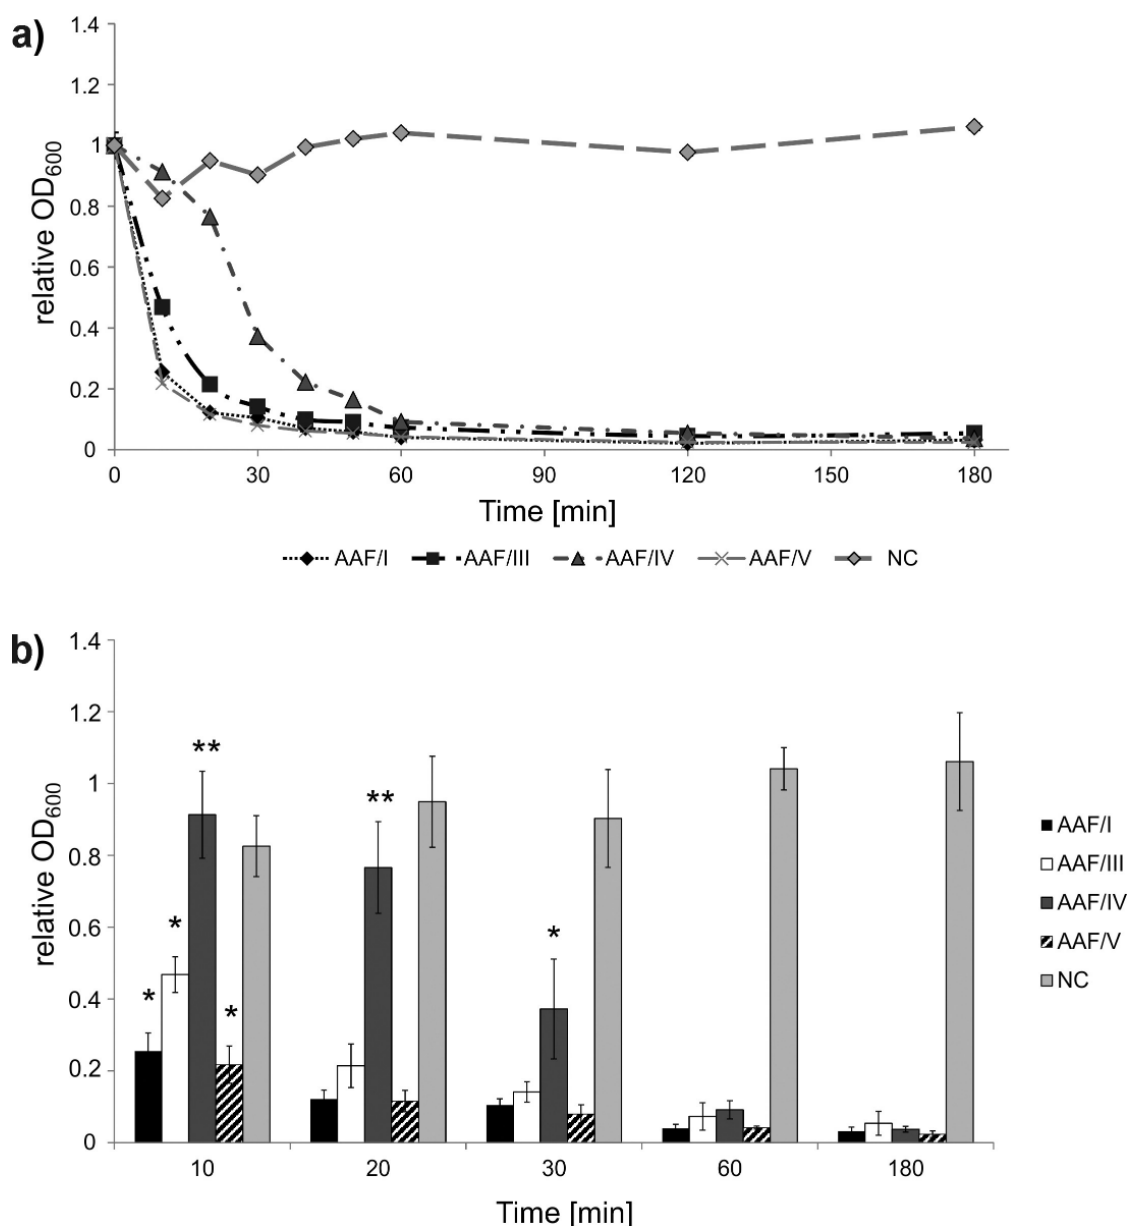 a)
1.4
1.2
1
0.8
0.6
0.4
0.2
0
relative OD600
0 30 60 90 120 150 180
Time [min]
AAF/I AAF/III AAF/IV AAF/V NC
b)
1.4
1.2
1
0.8
0.6
0.4
0.2
0
relative OD600
* * ** * ** *
10 20 30 60 180
Time [min]
AAF/I
AAF/III
AAF/IV
AAF/V
NC